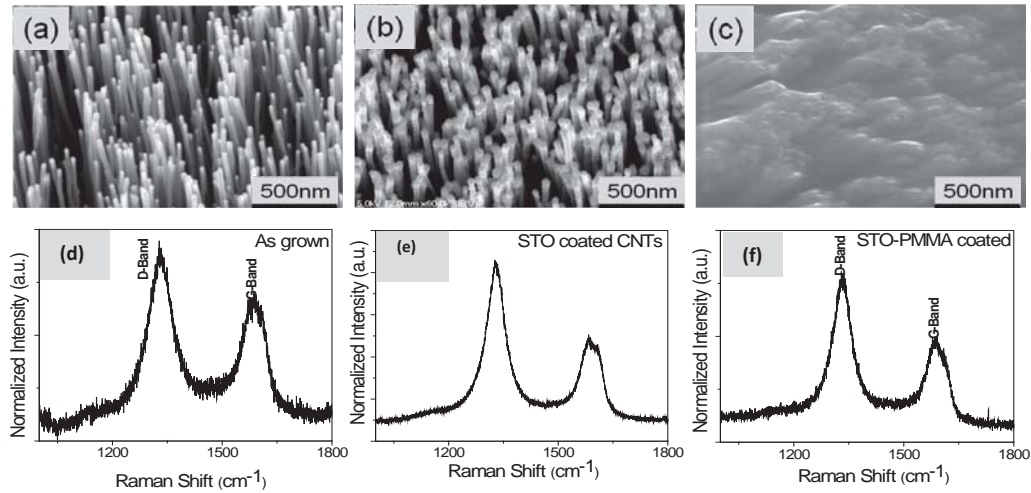 (a)
500nm
(b)
500nm
(c)
500nm
(d)
As grown
D-Band
G-Band
Normalized Intensity (a.u.)
1200
1500
1800
Raman Shift (cm-1)
(e)
STO coated CNTs
Normalized Intensity (a.u.)
1200
1500
1800
Raman Shift (cm-1)
(f)
STO-PMMA coated
D-Band
G-Band
Normalized Intensity (a.u.)
1200
1500
1800
Raman Shift (cm-1)